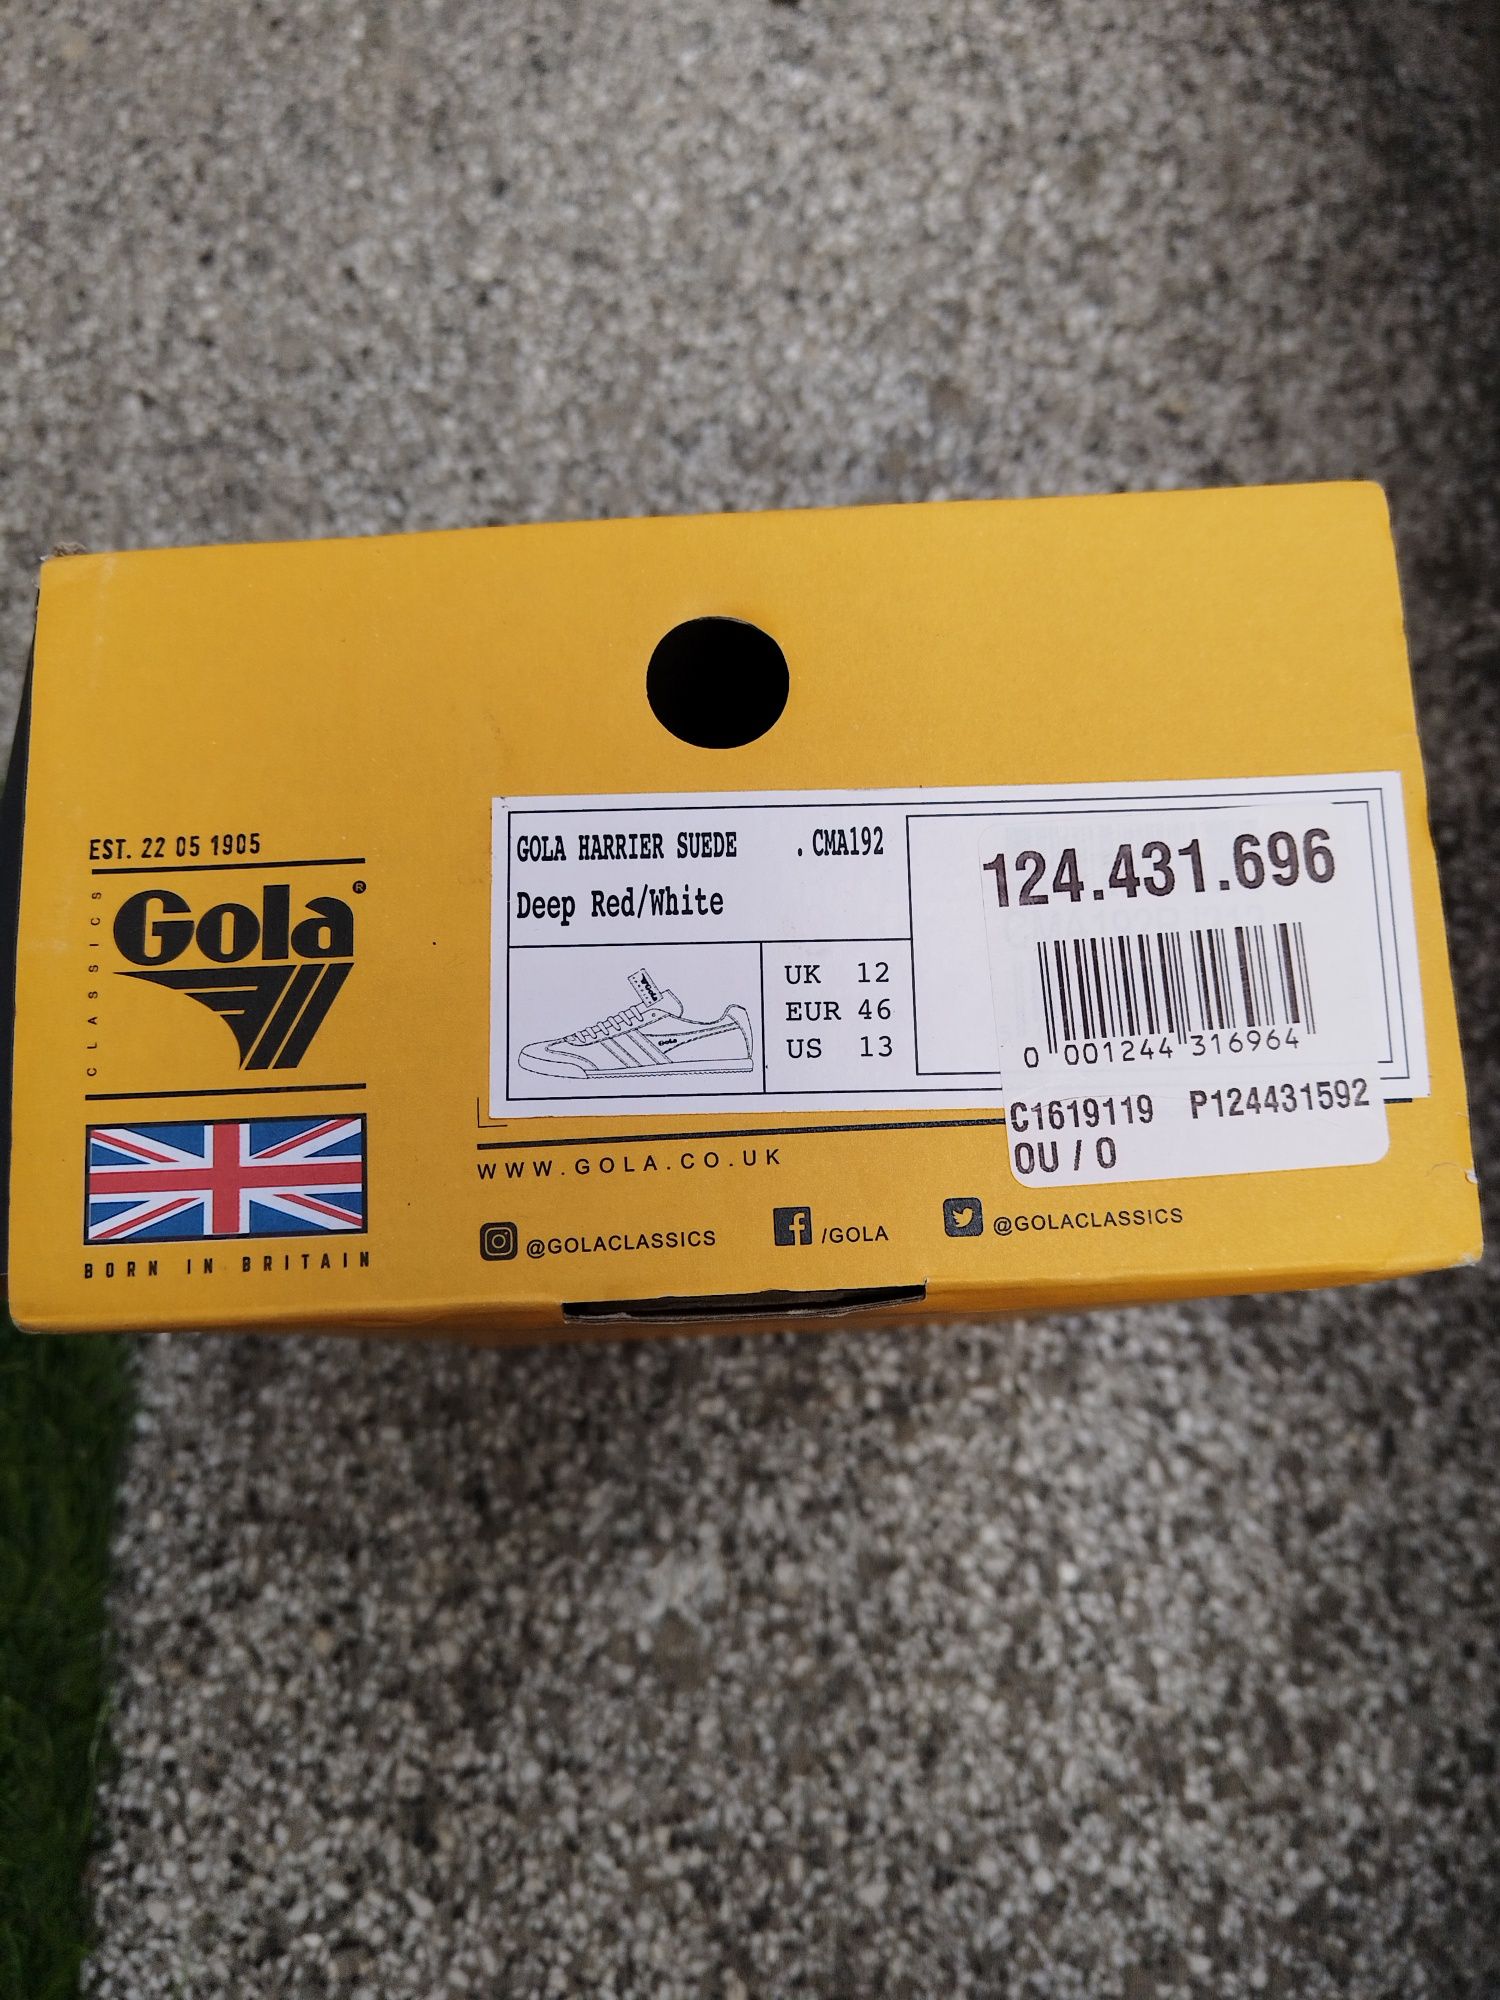 EST. 22 05 1905
CLASSICS
Gola®
BORN IN BRITAIN
GOLA HARRIER SUEDE . CMA192
Deep Red/White
Gola
Gola
UK 12
EUR 46
US 13
124.431.696
0 001244 316964
C1619119 P124431592
OU / O
WWW.GOLA.CO.UK
@GOLACLASSICS /GOLA @GOLACLASSICS